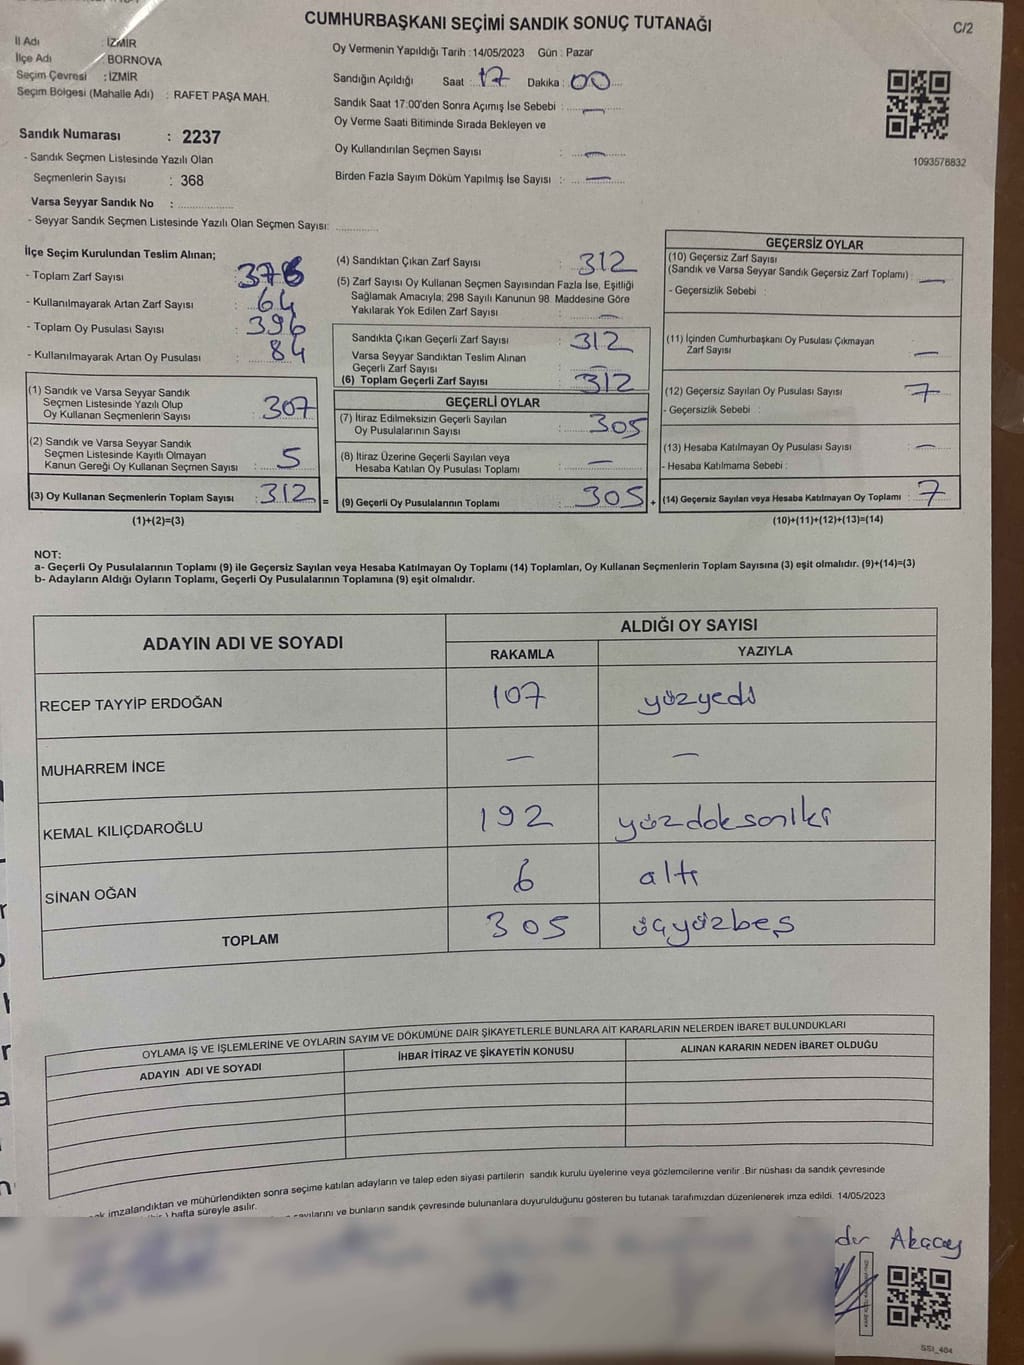 CUMHURBAŞKANI SEÇİMİ SANDIK SONUÇ TUTANAĞI
C/2
İl Adı : İZMİR
İlçe Adı : BORNOVA
Seçim Çevresi : İZMİR
Seçim Bölgesi (Mahalle Adı) : RAFET PAŞA MAH.
Sandık Numarası : 2237
- Sandık Seçmen Listesinde Yazılı Olan
Seçmenlerin Sayısı : 368
Varsa Seyyar Sandık No :
- Seyyar Sandık Seçmen Listesinde Yazılı Olan Seçmen Sayısı:
Oy Vermenin Yapıldığı Tarih : 14/05/2023 Gün : Pazar
Sandığın Açıldığı Saat : 17 Dakika : 00
Sandık Saat 17:00'den Sonra Açımış İse Sebebi : —
Oy Verme Saati Bitiminde Sırada Bekleyen ve
Oy Kullandırılan Seçmen Sayısı : —
Birden Fazla Sayım Döküm Yapılmış İse Sayısı : —
1093578832
İlçe Seçim Kurulundan Teslim Alınan;
- Toplam Zarf Sayısı : 376
- Kullanılmayarak Artan Zarf Sayısı : 64
- Toplam Oy Pusulası Sayısı : 396
- Kullanılmayarak Artan Oy Pusulası : 84
(1) Sandık ve Varsa Seyyar Sandık
Seçmen Listesinde Yazılı Olup
Oy Kullanan Seçmenlerin Sayısı : 307
(2) Sandık ve Varsa Seyyar Sandık
Seçmen Listesinde Kayıtlı Olmayan
Kanun Gereği Oy Kullanan Seçmen Sayısı : 5
(3) Oy Kullanan Seçmenlerin Toplam Sayısı : 312 =
(1)+(2)=(3)
(4) Sandıktan Çıkan Zarf Sayısı : 312
(5) Zarf Sayısı Oy Kullanan Seçmen Sayısından Fazla İse, Eşitliği
Sağlamak Amacıyla; 298 Sayılı Kanunun 98. Maddesine Göre
Yakılarak Yok Edilen Zarf Sayısı : —
Sandıkta Çıkan Geçerli Zarf Sayısı : 312
Varsa Seyyar Sandıktan Teslim Alınan
Geçerli Zarf Sayısı : —
(6) Toplam Geçerli Zarf Sayısı : 312
GEÇERLİ OYLAR
(7) İtiraz Edilmeksizin Geçerli Sayılan
Oy Pusulalarının Sayısı : 305
(8) İtiraz Üzerine Geçerli Sayılan veya
Hesaba Katılan Oy Pusulası Toplamı : —
(9) Geçerli Oy Pusulalarının Toplamı : 305 +
GEÇERSİZ OYLAR
(10) Geçersiz Zarf Sayısı
(Sandık ve Varsa Seyyar Sandık Geçersiz Zarf Toplamı) : —
- Geçersizlik Sebebi :
(11) İçinden Cumhurbaşkanı Oy Pusulası Çıkmayan
Zarf Sayısı : —
(12) Geçersiz Sayılan Oy Pusulası Sayısı : 7
- Geçersizlik Sebebi :
(13) Hesaba Katılmayan Oy Pusulası Sayısı : —
- Hesaba Katılmama Sebebi :
(14) Geçersiz Sayılan veya Hesaba Katılmayan Oy Toplamı : 7
(10)+(11)+(12)+(13)=(14)
NOT:
a- Geçerli Oy Pusulalarının Toplamı (9) ile Geçersiz Sayılan veya Hesaba Katılmayan Oy Toplamı (14) Toplamları, Oy Kullanan Seçmenlerin Toplam Sayısına (3) eşit olmalıdır. (9)+(14)=(3)
b- Adayların Aldığı Oyların Toplamı, Geçerli Oy Pusulalarının Toplamına (9) eşit olmalıdır.
ADAYIN ADI VE SOYADI
ALDIĞI OY SAYISI
RAKAMLA YAZIYLA
RECEP TAYYİP ERDOĞAN 107 yüzyedi
MUHARREM İNCE — —
KEMAL KILIÇDAROĞLU 192 yüzdoksaniki
SİNAN OĞAN 6 altı
TOPLAM 305 üçyüzbeş
OYLAMA İŞ VE İŞLEMLERİNE VE OYLARIN SAYIM VE DÖKÜMÜNE DAİR ŞİKAYETLERLE BUNLARA AİT KARARLARIN NELERDEN İBARET BULUNDUKLARI
ADAYIN ADI VE SOYADI İHBAR İTİRAZ VE ŞİKAYETİN KONUSU ALINAN KARARIN NEDEN İBARET OLDUĞU
imzalandıktan ve mühürlendikten sonra seçime katılan adayların ve talep eden siyasi partilerin sandık kurulu üyelerine veya gözlemcilerine verilir .Bir nüshası da sandık çevresinde
hafta süreyle asılır.
ve bunların sandık çevresinde bulunanlara duyurulduğunu gösteren bu tutanak tarafımızdan düzenlenerek imza edildi. 14/05/2023
SSI_404